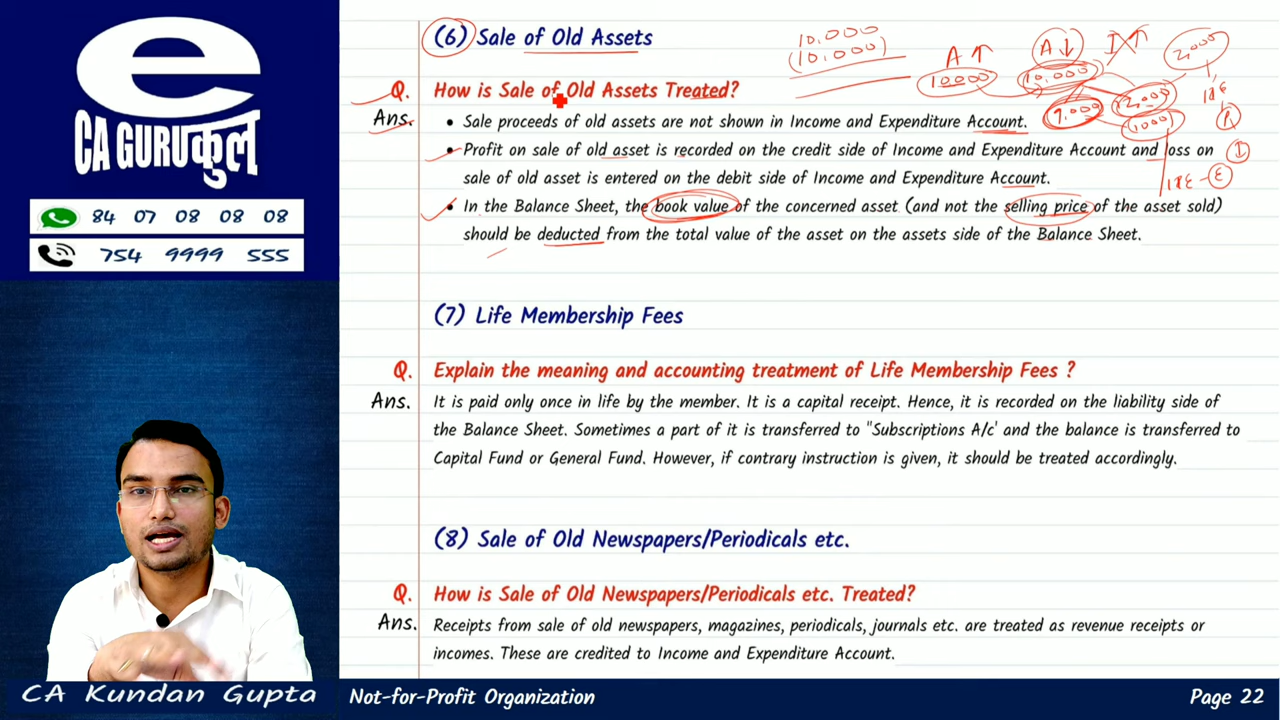 e
CA GURUकुल
84 07 08 08 08
754 9999 555
(6) Sale of Old Assets
10,000
(10,000)
A ↑
A ↓
10000
10,000
2,000
9,000
1000
I&E
I&E - E
Q. How is Sale of Old Assets Treated?
Ans. • Sale proceeds of old assets are not shown in Income and Expenditure Account.
• Profit on sale of old asset is recorded on the credit side of Income and Expenditure Account and loss on
sale of old asset is entered on the debit side of Income and Expenditure Account.
• In the Balance Sheet, the book value of the concerned asset (and not the selling price of the asset sold)
should be deducted from the total value of the asset on the assets side of the Balance Sheet.
(7) Life Membership Fees
Q. Explain the meaning and accounting treatment of Life Membership Fees ?
Ans. It is paid only once in life by the member. It is a capital receipt. Hence, it is recorded on the liability side of
the Balance Sheet. Sometimes a part of it is transferred to "Subscriptions A/c' and the balance is transferred to
Capital Fund or General Fund. However, if contrary instruction is given, it should be treated accordingly.
(8) Sale of Old Newspapers/Periodicals etc.
Q. How is Sale of Old Newspapers/Periodicals etc. Treated?
Ans. Receipts from sale of old newspapers, magazines, periodicals, journals etc. are treated as revenue receipts or
incomes. These are credited to Income and Expenditure Account.
CA Kundan Gupta
Not-for-Profit Organization
Page 22